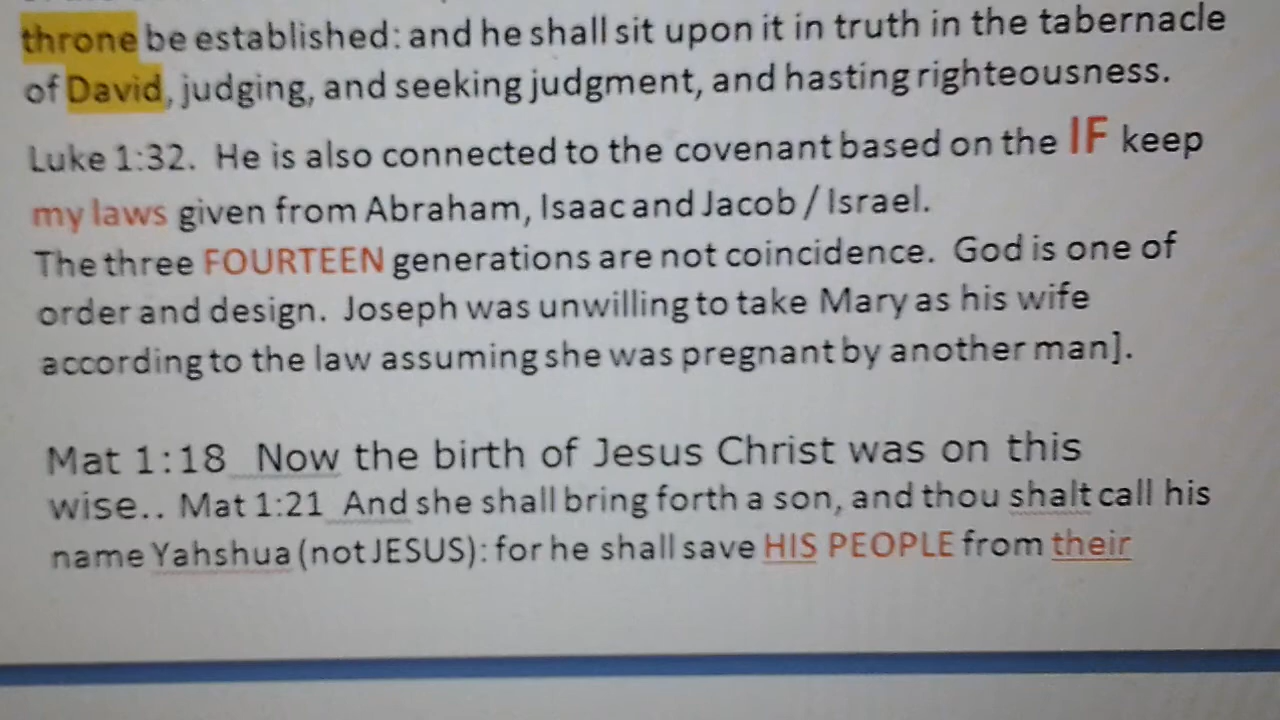 throne be established: and he shall sit upon it in truth in the tabernacle
of David, judging, and seeking judgment, and hasting righteousness.
Luke 1:32. He is also connected to the covenant based on the IF keep
my laws given from Abraham, Isaac and Jacob / Israel.
The three FOURTEEN generations are not coincidence. God is one of
order and design. Joseph was unwilling to take Mary as his wife
according to the law assuming she was pregnant by another man].
Mat 1:18 Now the birth of Jesus Christ was on this
wise.. Mat 1:21 And she shall bring forth a son, and thou shalt call his
name Yahshua (not JESUS): for he shall save HIS PEOPLE from their